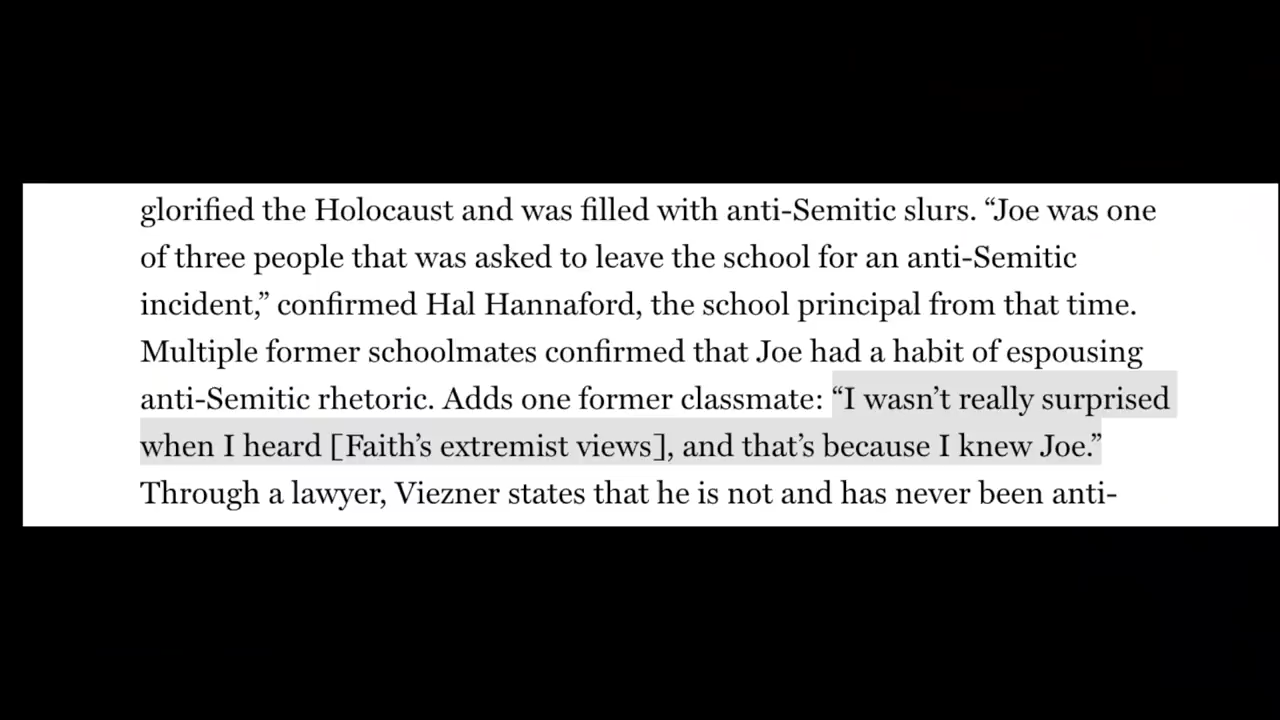 glorified the Holocaust and was filled with anti-Semitic slurs. “Joe was one
of three people that was asked to leave the school for an anti-Semitic
incident,” confirmed Hal Hannaford, the school principal from that time.
Multiple former schoolmates confirmed that Joe had a habit of espousing
anti-Semitic rhetoric. Adds one former classmate: “I wasn’t really surprised
when I heard [Faith’s extremist views], and that’s because I knew Joe.”
Through a lawyer, Viezner states that he is not and has never been anti-